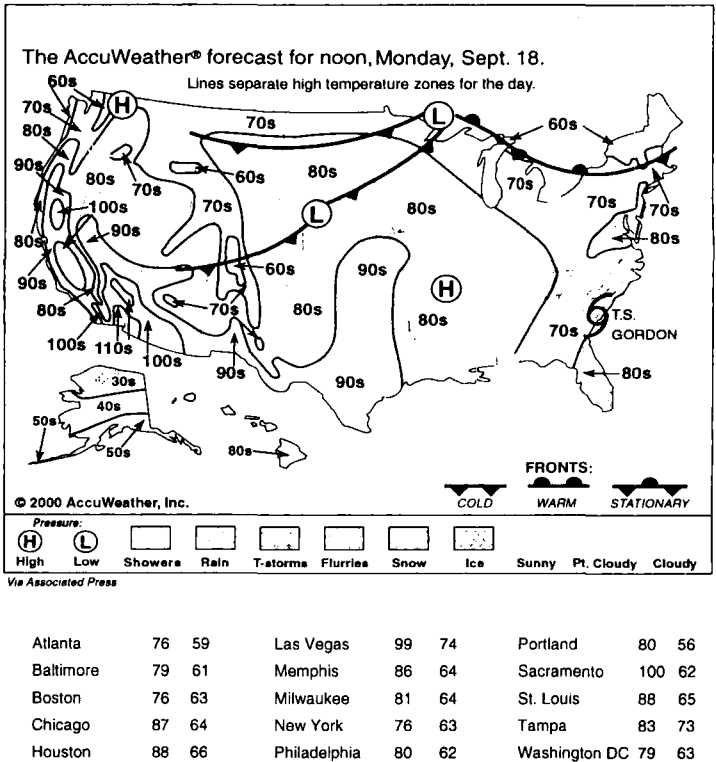 The AccuWeather® forecast for noon, Monday, Sept. 18.
Lines separate high temperature zones for the day.
60s
H
L
70s
70s
60s
80s
90s
80s
70s
60s
80s
70s
100s
70s
80s
70s
70s
L
80s
90s
80s
60s
90s
90s
H
80s
70s
80s
80s
70s
T.S.
GORDON
100s
110s
100s
90s
90s
80s
30s
40s
50s
50s
80s
FRONTS:
COLD WARM STATIONARY
© 2000 AccuWeather, Inc.
Pressure:
H L
High Low Showers Rain T-storms Flurries Snow Ice Sunny Pt. Cloudy Cloudy
Via Associated Press
Atlanta 76 59 Las Vegas 99 74 Portland 80 56
Baltimore 79 61 Memphis 86 64 Sacramento 100 62
Boston 76 63 Milwaukee 81 64 St. Louis 88 65
Chicago 87 64 New York 76 63 Tampa 83 73
Houston 88 66 Philadelphia 80 62 Washington DC 79 63